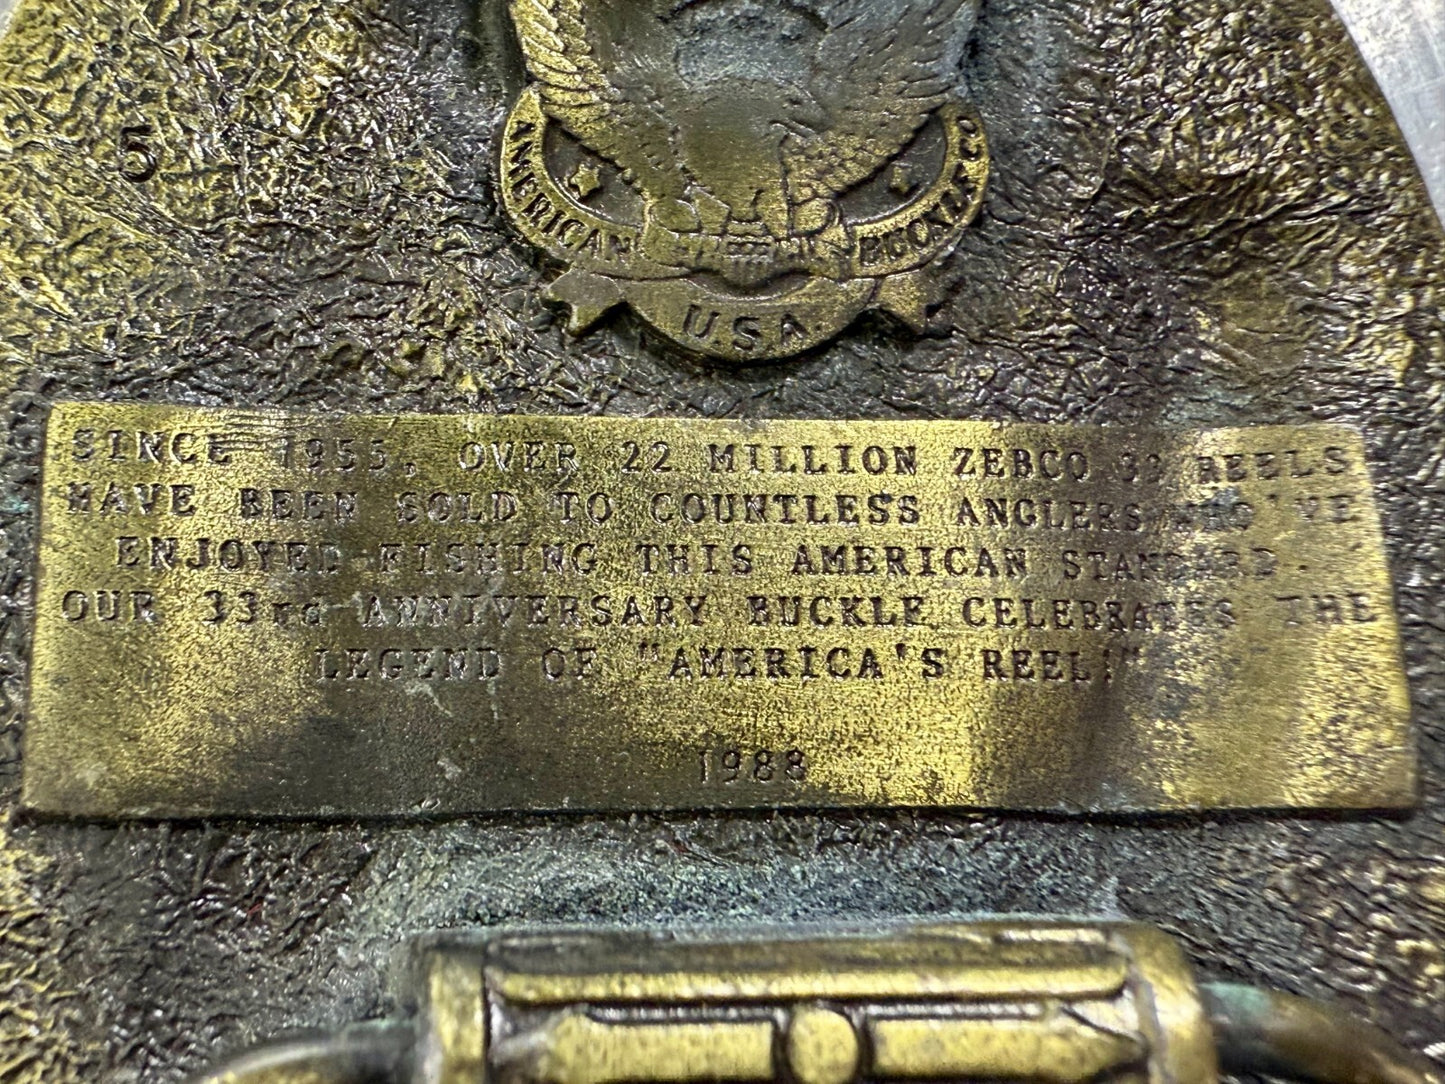 5
AMERICAN BUCKLE CO.
U.S.A.
SINCE 1955, OVER 22 MILLION ZEBCO 33 REELS
HAVE BEEN SOLD TO COUNTLESS ANGLERS WHO'VE
ENJOYED FISHING THIS AMERICAN STANDARD.
OUR 33rd ANNIVERSARY BUCKLE CELEBRATES THE
LEGEND OF "AMERICA'S REEL!"
1988